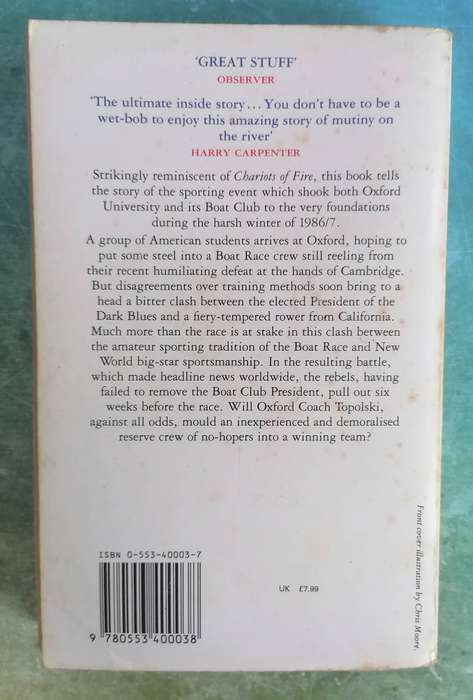 'GREAT STUFF'
OBSERVER
'The ultimate inside story... You don't have to be a
wet-bob to enjoy this amazing story of mutiny on
the river'
HARRY CARPENTER
Strikingly reminiscent of Chariots of Fire, this book tells
the story of the sporting event which shook both Oxford
University and its Boat Club to the very foundations
during the harsh winter of 1986/7.
A group of American students arrives at Oxford, hoping to
put some steel into a Boat Race crew still reeling from
their recent humiliating defeat at the hands of Cambridge.
But disagreements over training methods soon bring to a
head a bitter clash between the elected President of the
Dark Blues and a fiery-tempered rower from California.
Much more than the race is at stake in this clash between
the amateur sporting tradition of the Boat Race and New
World big-star sportsmanship. In the resulting battle,
which made headline news worldwide, the rebels, having
failed to remove the Boat Club President, pull out six
weeks before the race. Will Oxford Coach Topolski,
against all odds, mould an inexperienced and demoralised
reserve crew of no-hopers into a winning team?
Front cover illustration by Chris Moore.
ISBN 0-553-40003-7
UK £7.99
9 780553 400038